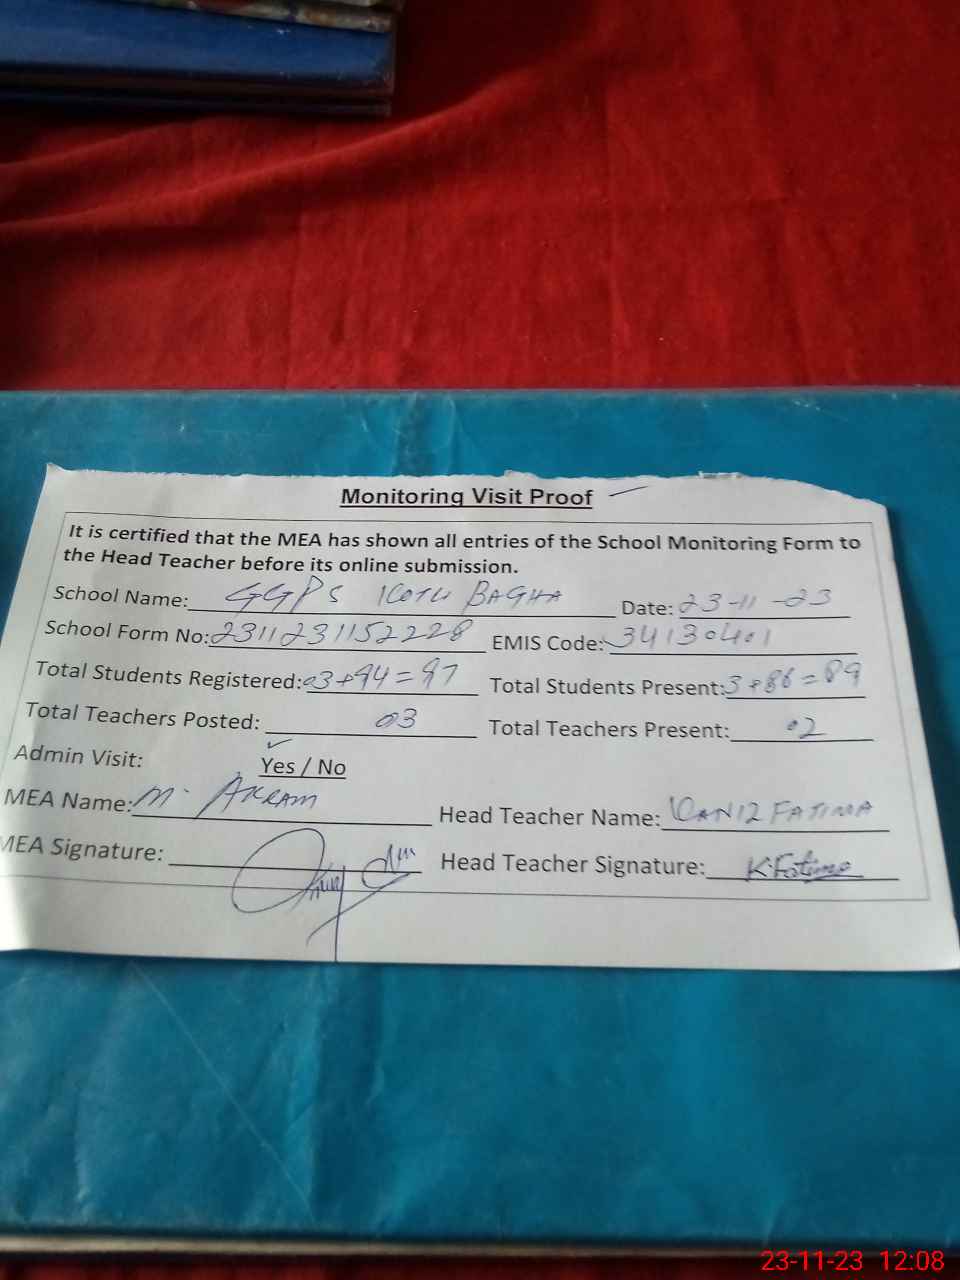 Monitoring Visit Proof
It is certified that the MEA has shown all entries of the School Monitoring Form to
the Head Teacher before its online submission.
School Name: GGPS KOTLI BAGHA Date: 23-11-23
School Form No: 2311231152228 EMIS Code: 34130401
Total Students Registered: 03+94=97 Total Students Present: 3+86=89
Total Teachers Posted: 03 Total Teachers Present: 02
Admin Visit: Yes / No
MEA Name: M. AKRAM Head Teacher Name: KANIZ FATIMA
MEA Signature: Head Teacher Signature: K.Fatima
23-11-23 12:08